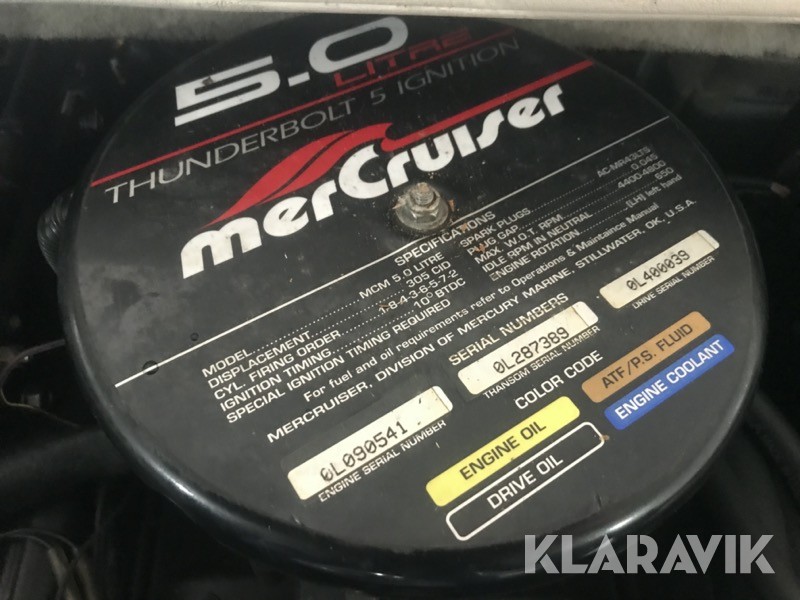 5.0
LITRE
THUNDERBOLT 5 IGNITION
merCruiser
SPECIFICATIONS
MODEL..........MCM 5.0 LITRE
DISPLACEMENT..........305 CID
CYL. FIRING ORDER......1-8-4-3-6-5-7-2
IGNITION TIMING..........10° BTDC
SPECIAL IGNITION TIMING REQUIRED
SPARK PLUGS..........AC-MR43LTS
PLUG GAP..........0.045
MAX. W.O.T. RPM..........4400-4800
IDLE RPM IN NEUTRAL..........650
ENGINE ROTATION..........(LH) left hand
For fuel and oil requirements refer to Operations & Maintaince Manual
MERCRUISER, DIVISION OF MERCURY MARINE, STILLWATER, OK., U.S.A.
SERIAL NUMBERS
0L090541
ENGINE SERIAL NUMBER
0L287389
TRANSOM SERIAL NUMBER
0L400039
DRIVE SERIAL NUMBER
COLOR CODE
ENGINE OIL
ATF/P.S. FLUID
DRIVE OIL
ENGINE COOLANT
KLARAVIK